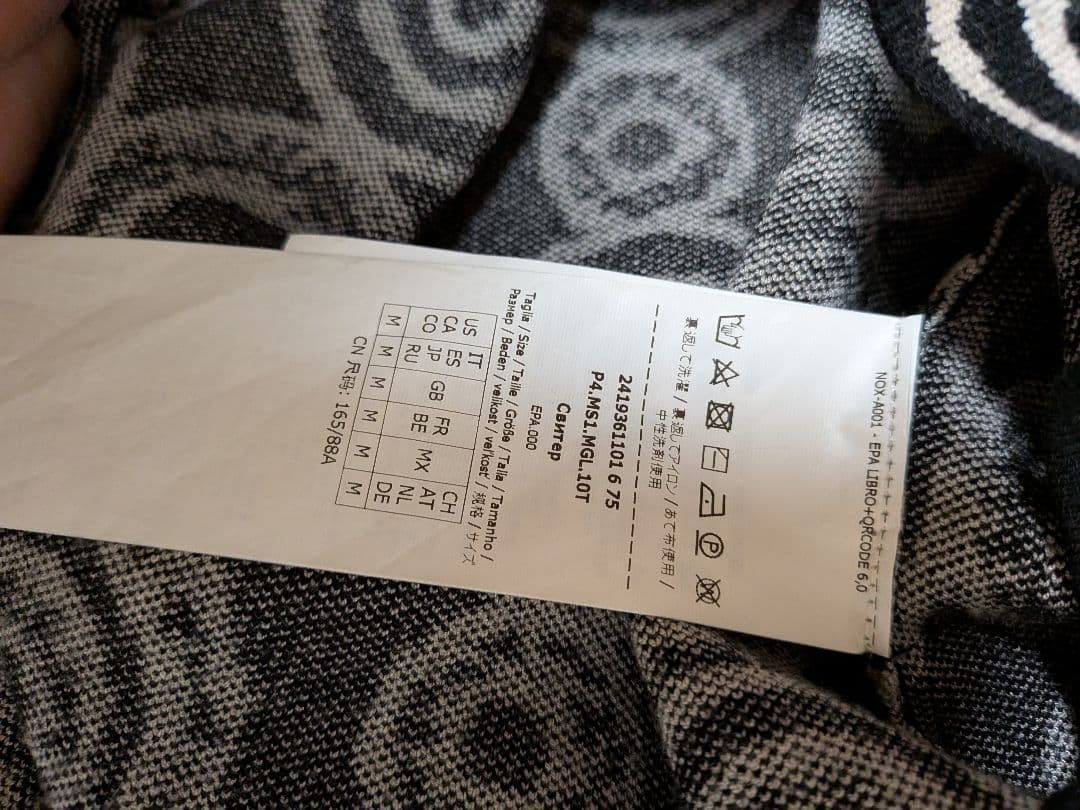 NOX-A001 - EPA LIBRO+QRCODE 6,0
裏返して洗濯 / 裏返してアイロン / あて布使用 /
中性洗剤使用
2419361101 6 75
P4.MS1.MGL.10T
Свитер
EPA.000
Taglia / Size / Taille / Größe / Talla / Tamanho /
Размер / Beden / velikost / veľkosť / 规格 / サイズ
US IT GB FR MX CH
CA ES BE AT
CO JP NL
RU DE
M M M M M M
CN 尺码: 165/88A